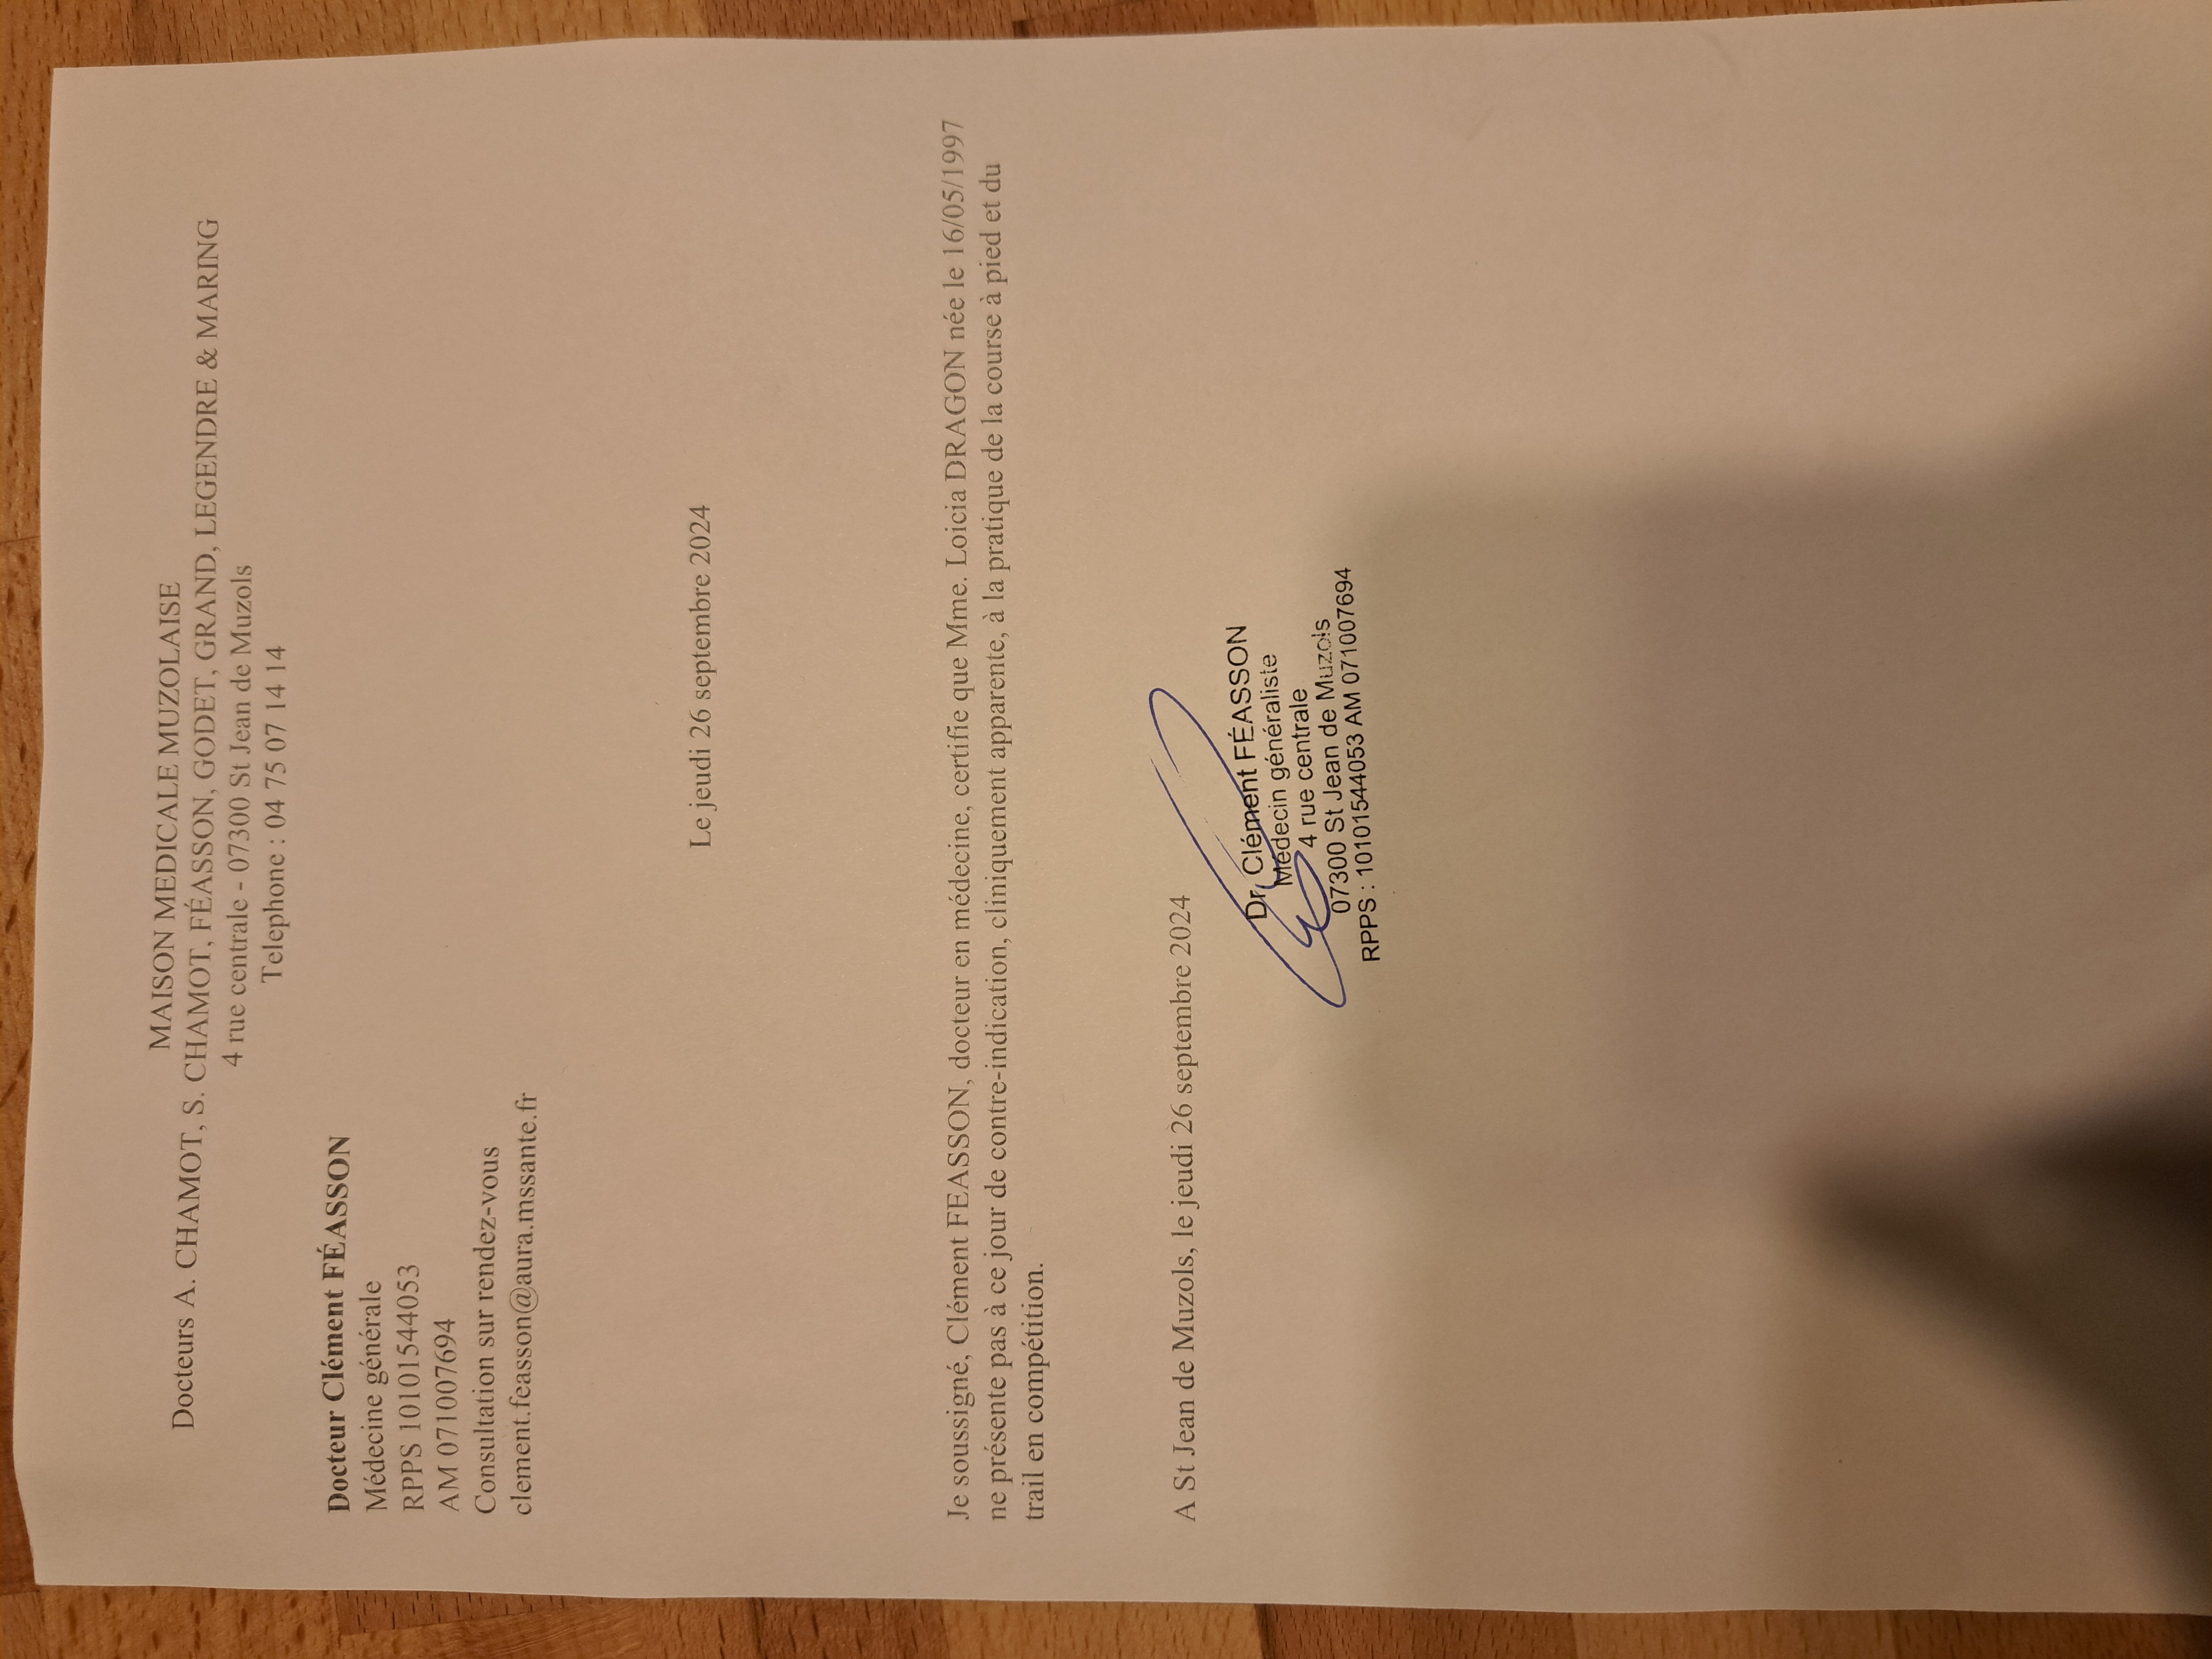 MAISON MEDICALE MUZOLAISE
Docteurs A. CHAMOT, S. CHAMOT, FÉASSON, GODET, GRAND, LEGENDRE & MARING
4 rue centrale - 07300 St Jean de Muzols
Telephone : 04 75 07 14 14
Docteur Clément FÉASSON
Médecine générale
RPPS 10101544053
AM 071007694
Consultation sur rendez-vous
clement.feasson@aura.mssante.fr
Le jeudi 26 septembre 2024
Je soussigné, Clément FEASSON, docteur en médecine, certifie que Mme. Loicia DRAGON née le 16/05/1997
ne présente pas à ce jour de contre-indication, cliniquement apparente, à la pratique de la course à pied et du
trail en compétition.
A St Jean de Muzols, le jeudi 26 septembre 2024
Dr. Clément FÉASSON
Médecin généraliste
4 rue centrale
07300 St Jean de Muzols
RPPS : 10101544053 AM 071007694